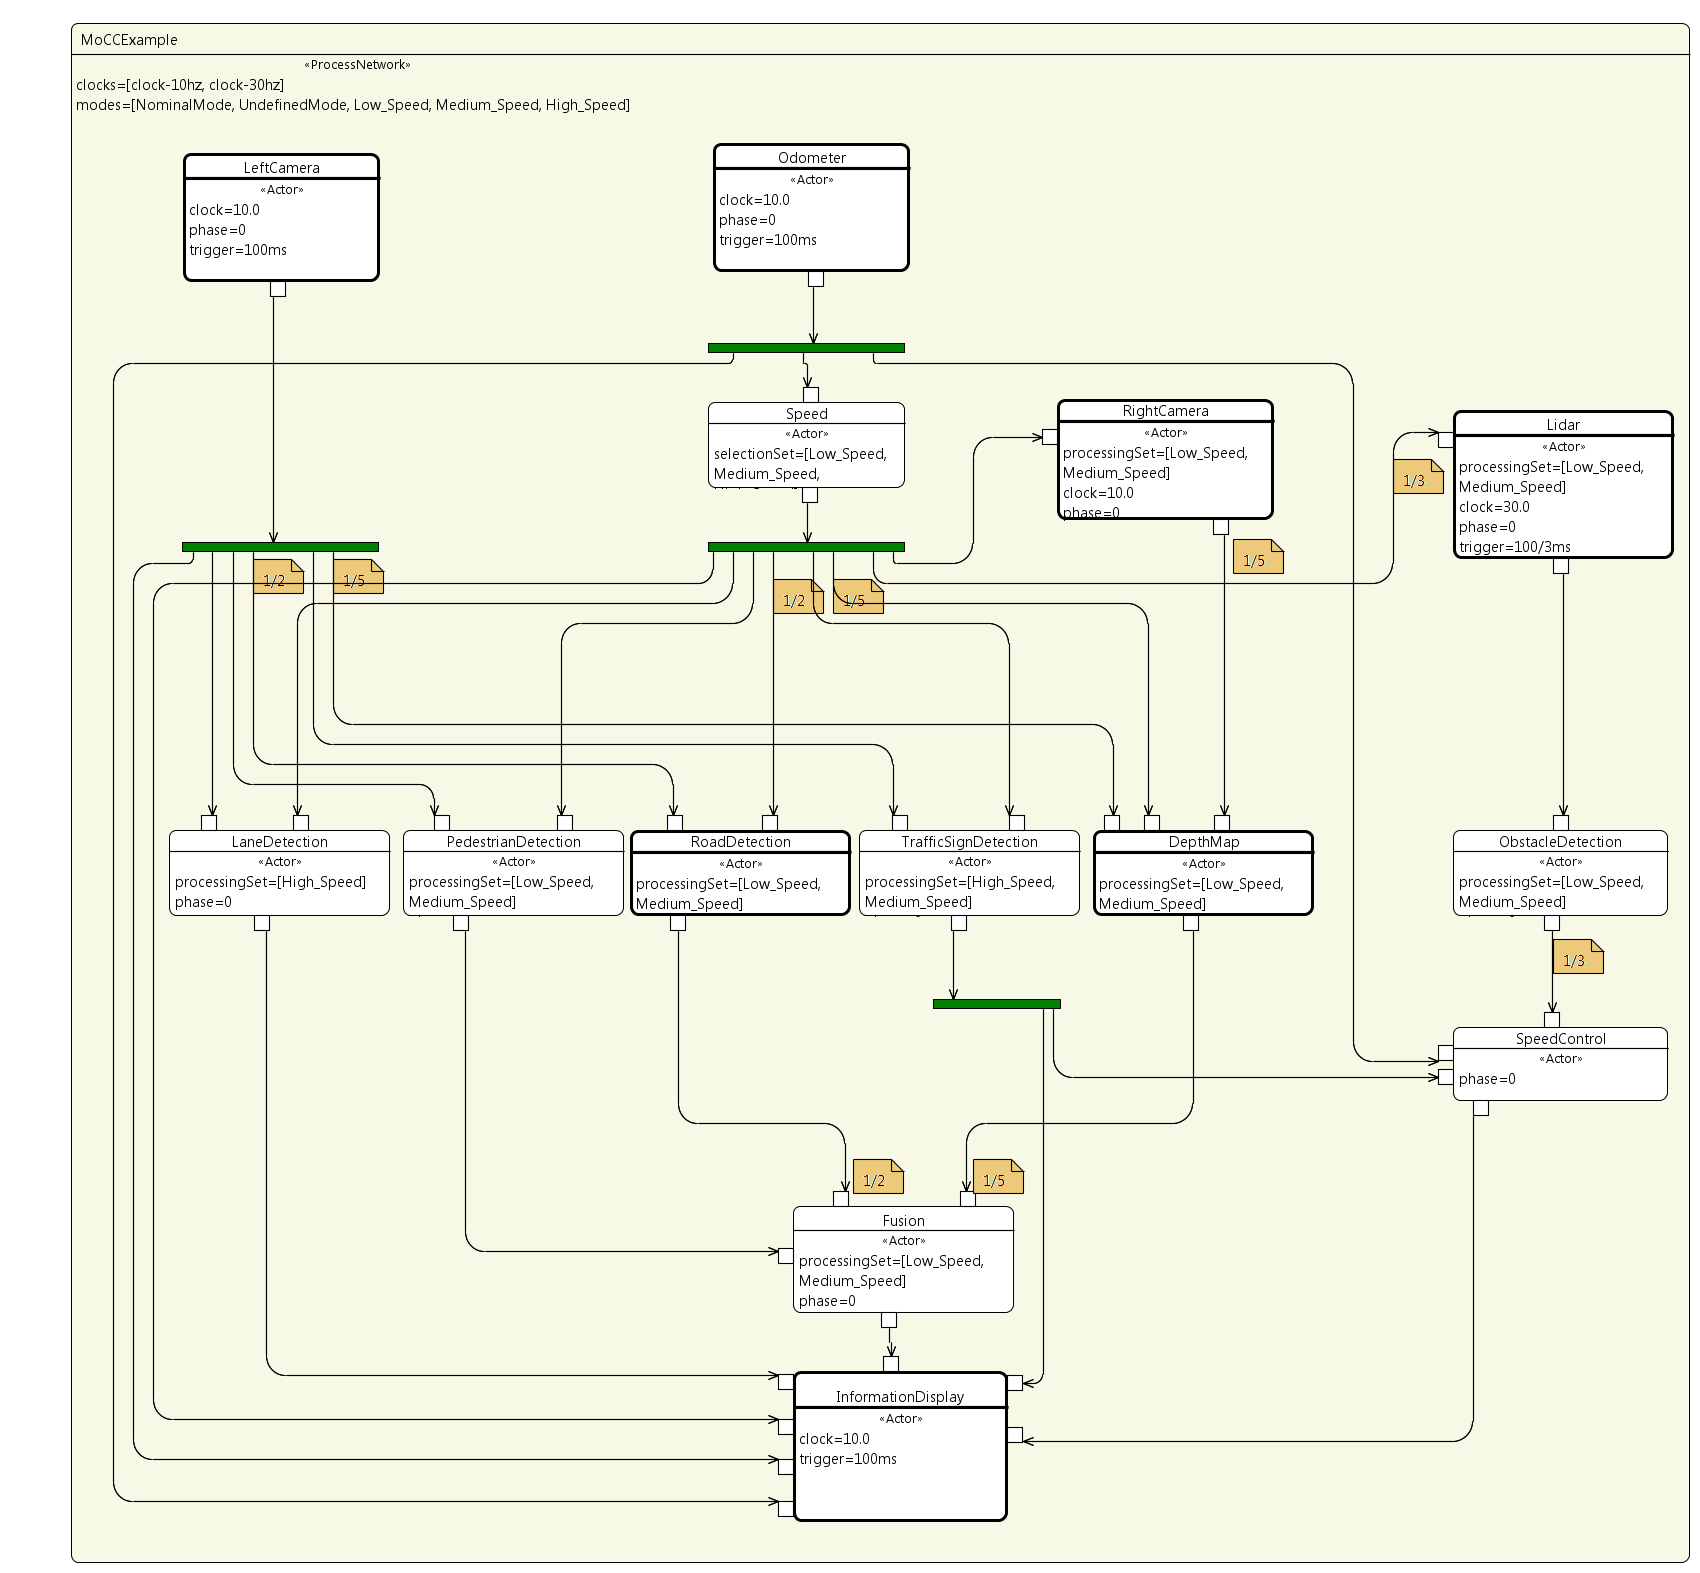 MoCCExample
«ProcessNetwork»
clocks=[clock-10hz, clock-30hz]
modes=[NominalMode, UndefinedMode, Low_Speed, Medium_Speed, High_Speed]
LeftCamera
«Actor»
clock=10.0
phase=0
trigger=100ms
Odometer
«Actor»
clock=10.0
phase=0
trigger=100ms
Speed
«Actor»
selectionSet=[Low_Speed,
Medium_Speed,
RightCamera
«Actor»
processingSet=[Low_Speed,
Medium_Speed]
clock=10.0
phase=0
Lidar
«Actor»
processingSet=[Low_Speed,
Medium_Speed]
clock=30.0
phase=0
trigger=100/3ms
1/3
1/2
1/5
1/2
1/5
1/5
LaneDetection
«Actor»
processingSet=[High_Speed]
phase=0
PedestrianDetection
«Actor»
processingSet=[Low_Speed,
Medium_Speed]
RoadDetection
«Actor»
processingSet=[Low_Speed,
Medium_Speed]
TrafficSignDetection
«Actor»
processingSet=[High_Speed,
Medium_Speed]
DepthMap
«Actor»
processingSet=[Low_Speed,
Medium_Speed]
ObstacleDetection
«Actor»
processingSet=[Low_Speed,
Medium_Speed]
1/3
SpeedControl
«Actor»
phase=0
1/2
1/5
Fusion
«Actor»
processingSet=[Low_Speed,
Medium_Speed]
phase=0
InformationDisplay
«Actor»
clock=10.0
trigger=100ms